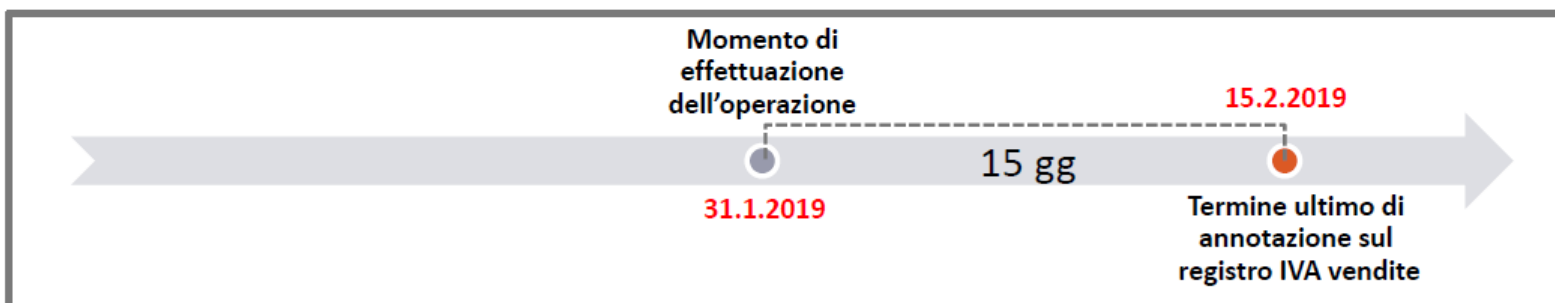 Momento di
effettuazione
dell'operazione
15.2.2019
15 gg
31.1.2019
Termine ultimo di
annotazione sul
registro IVA vendite